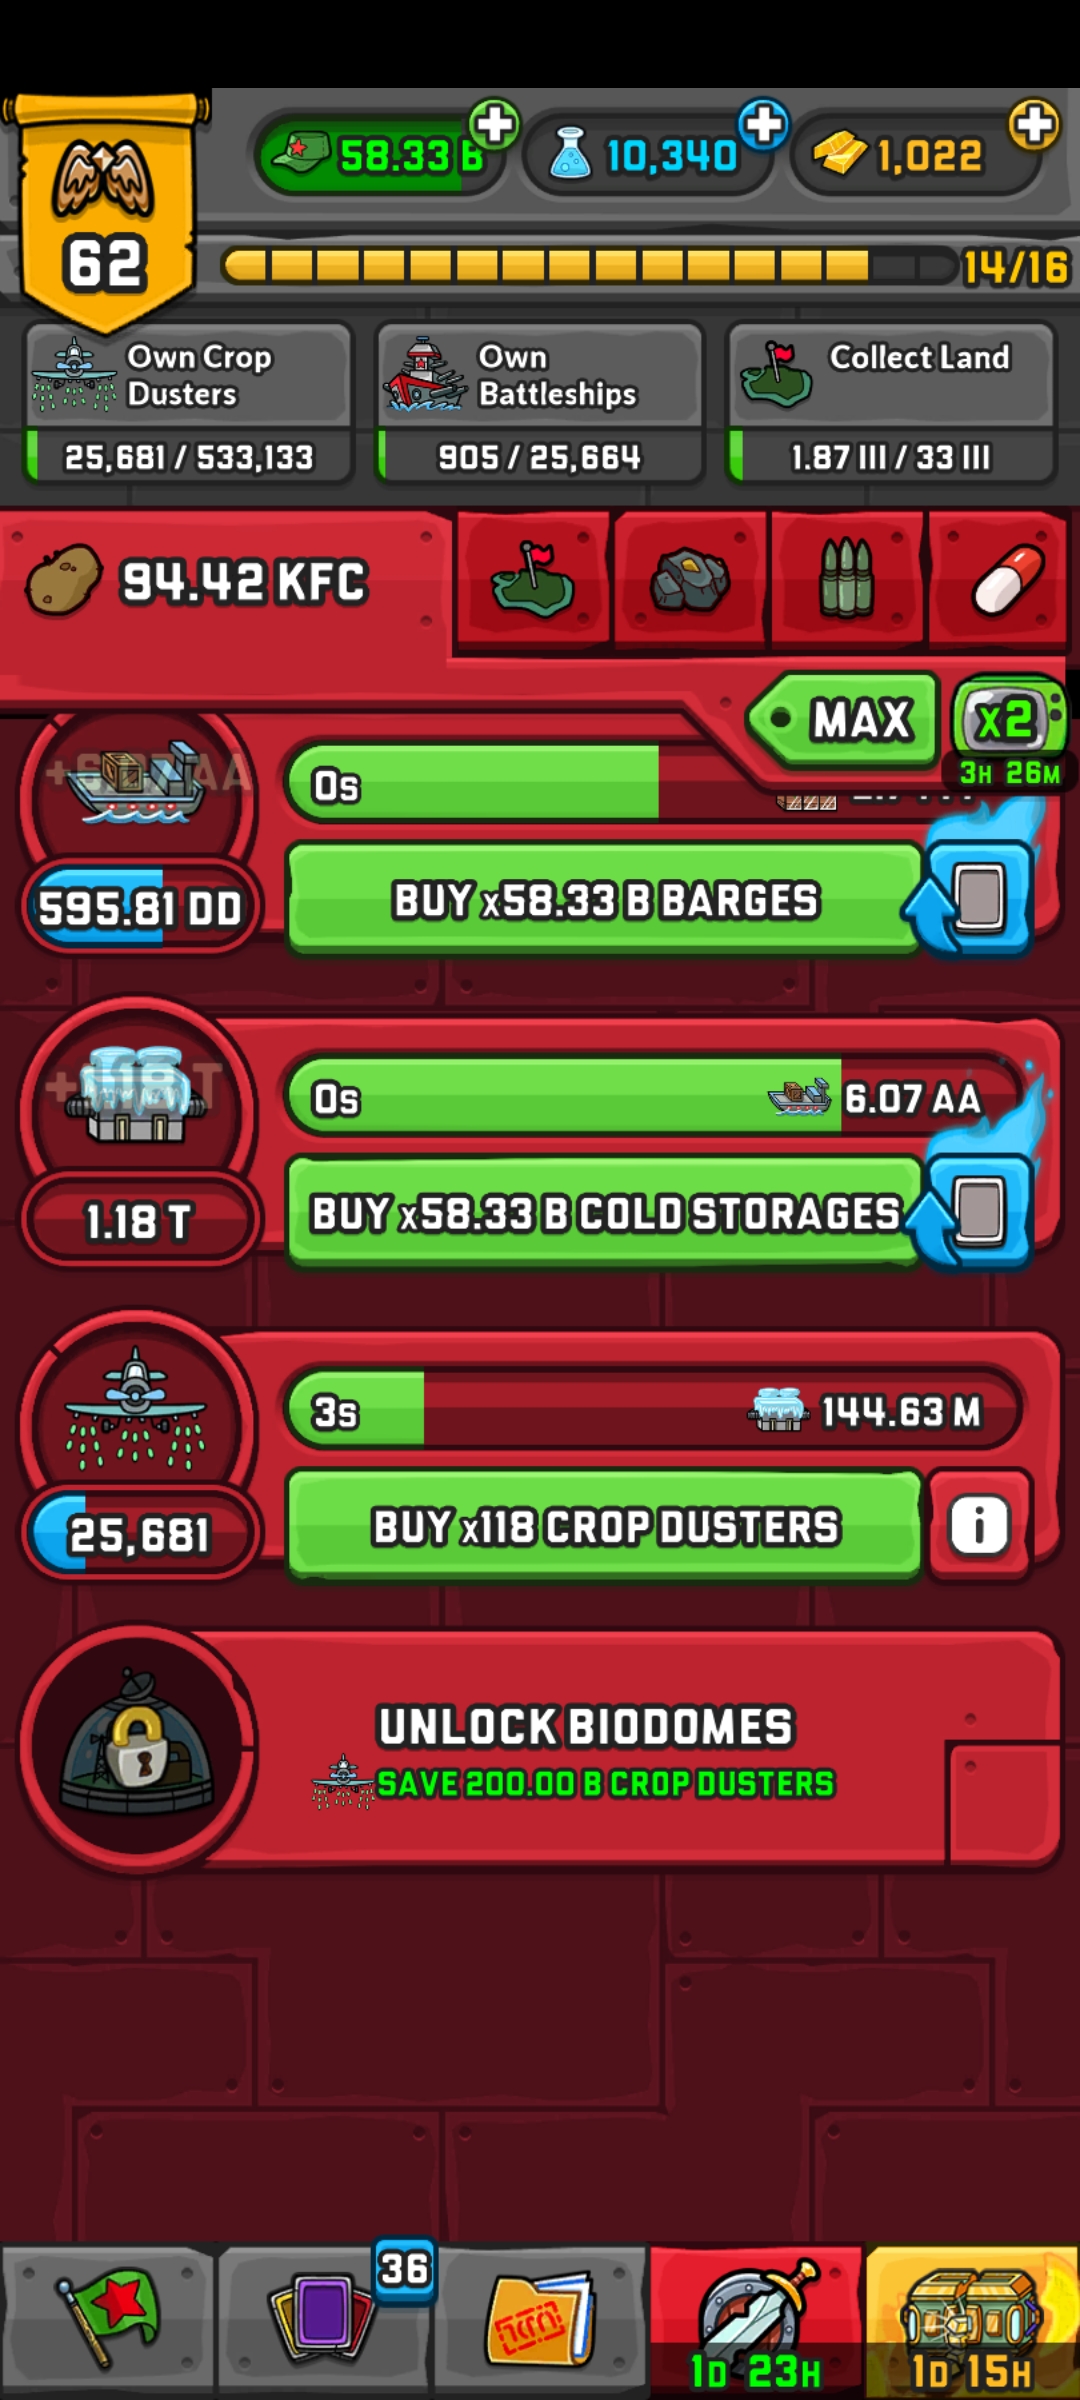 58.33 B
10,340
1,022
62
14/16
Own Crop Dusters
25,681 / 533,133
Own Battleships
905 / 25,664
Collect Land
1.87 III / 33 III
94.42 KFC
MAX
x2
3H 26M
0s
595.81 DD
BUY x58.33 B BARGES
+1.18 T
0s
6.07 AA
1.18 T
BUY x58.33 B COLD STORAGES
3s
144.63 M
25,681
BUY x118 CROP DUSTERS
i
UNLOCK BIODOMES
SAVE 200.00 B CROP DUSTERS
36
1D 23H
1D 15H